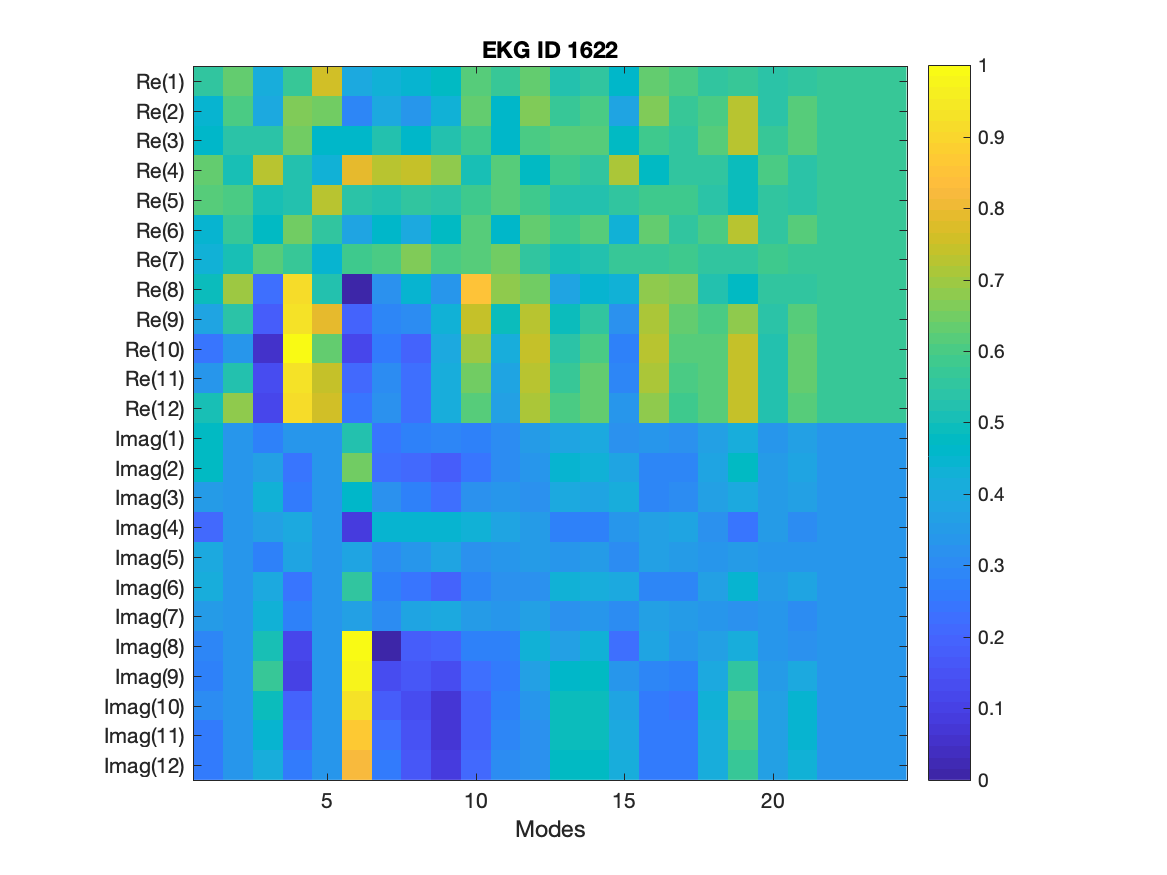 EKG ID 1622
Re(1)
Re(2)
Re(3)
Re(4)
Re(5)
Re(6)
Re(7)
Re(8)
Re(9)
Re(10)
Re(11)
Re(12)
Imag(1)
Imag(2)
Imag(3)
Imag(4)
Imag(5)
Imag(6)
Imag(7)
Imag(8)
Imag(9)
Imag(10)
Imag(11)
Imag(12)
5 10 15 20
Modes
1
0.9
0.8
0.7
0.6
0.5
0.4
0.3
0.2
0.1
0